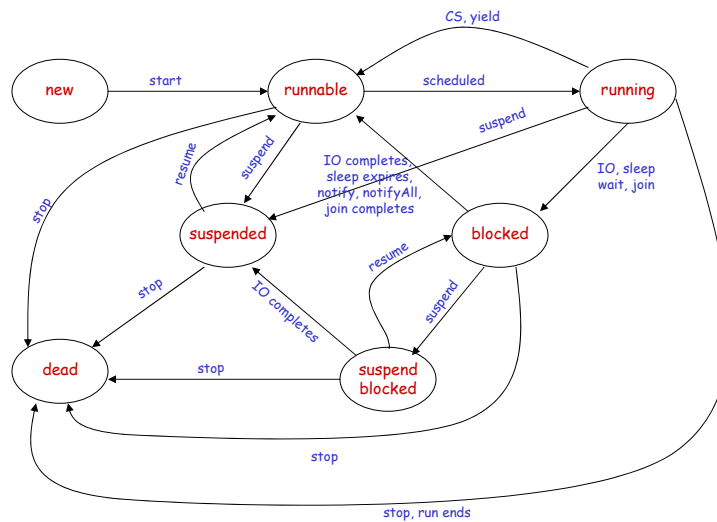 CS, yield
new
start
runnable
scheduled
running
suspend
resume
suspend
IO completes,
sleep expires,
notify, notifyAll,
join completes
IO, sleep
wait, join
stop
suspended
blocked
resume
stop
IO completes
suspend
dead
stop
suspend
blocked
stop
stop, run ends